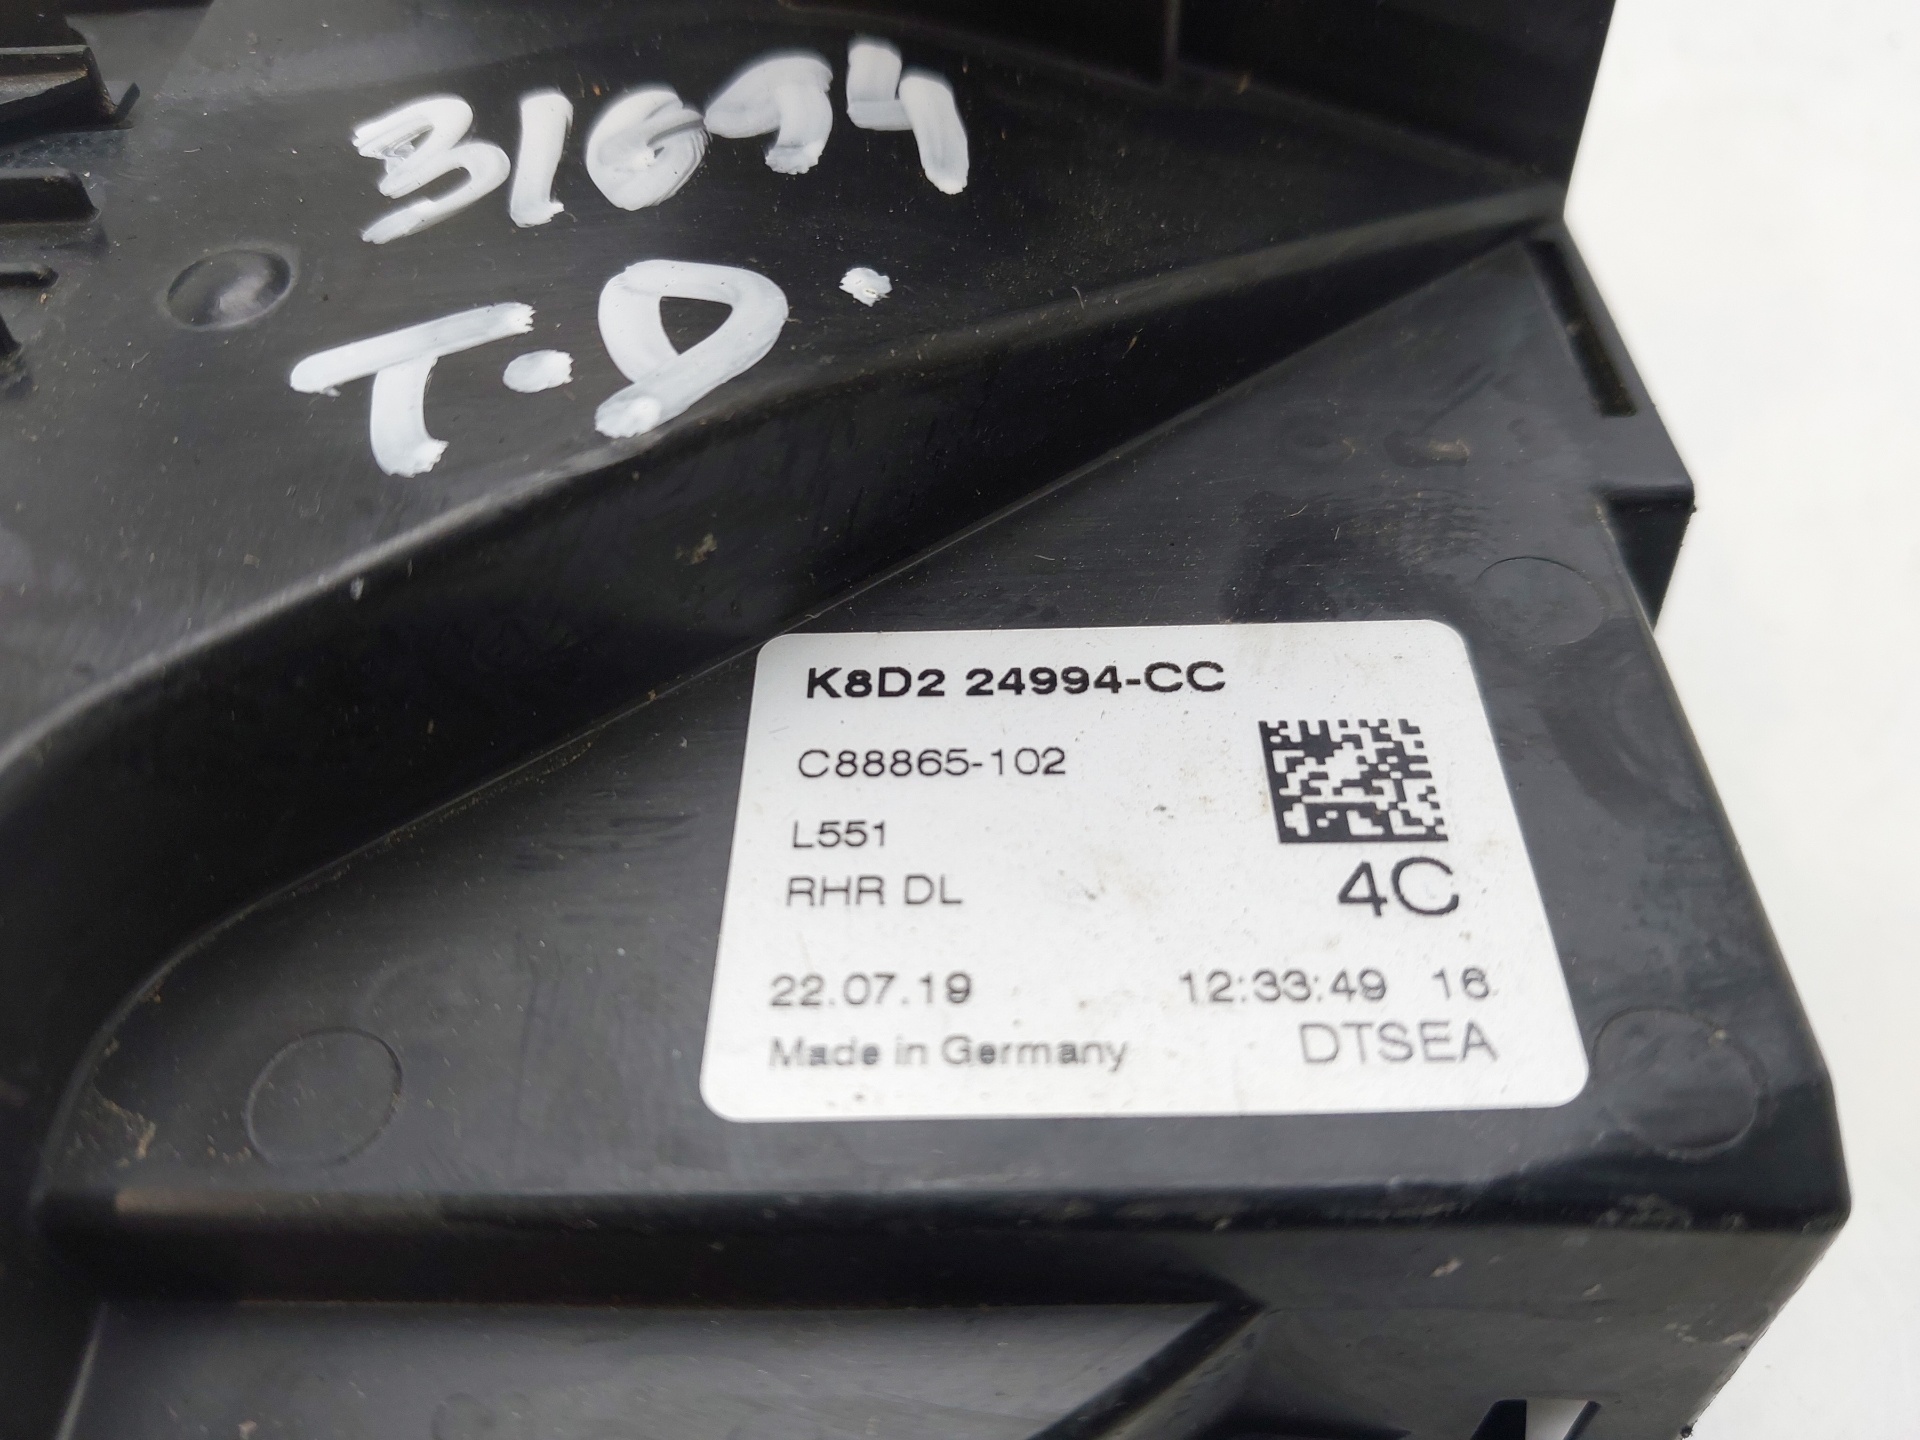 31694
T.D.
K8D2 24994-CC
C88865-102
L551
RHR DL
4C
22.07.19 12:33:49 16
Made in Germany DTSEA